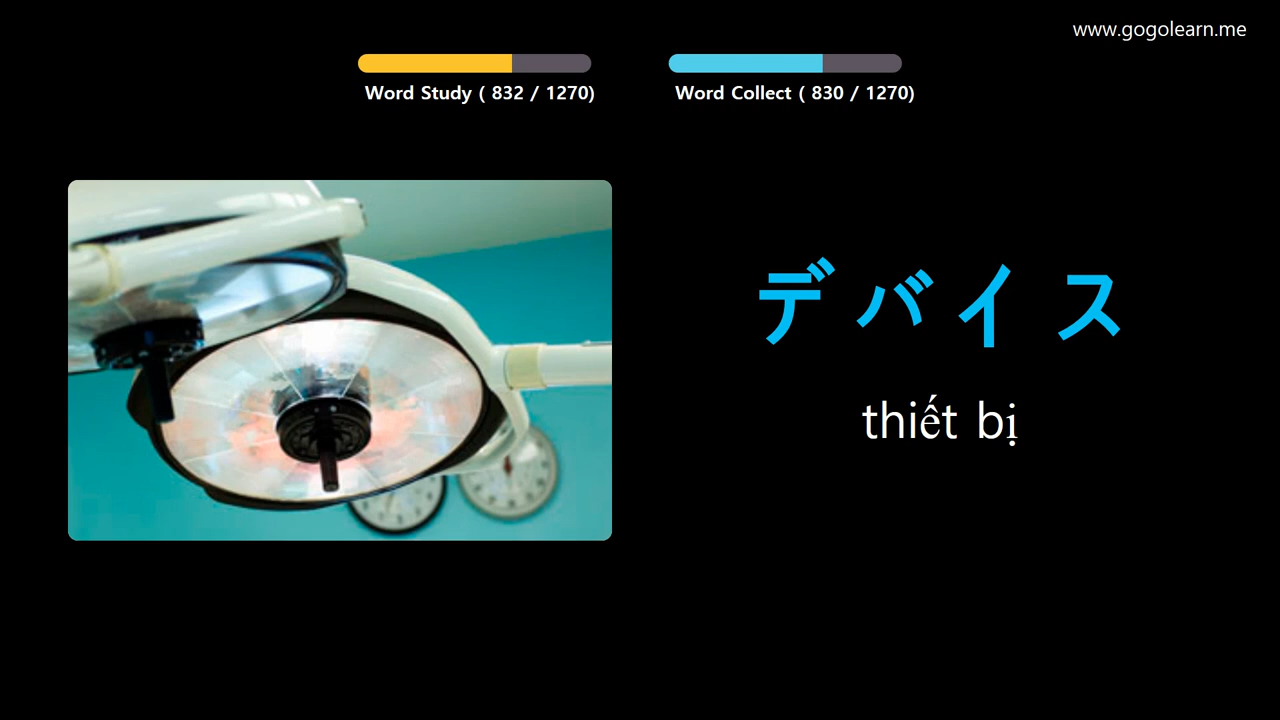 www.gogolearn.me
Word Study ( 832 / 1270)
Word Collect ( 830 / 1270)
デバイス
thiết bị